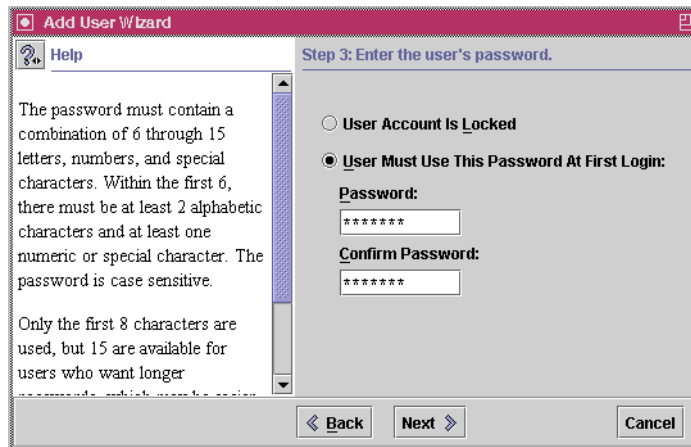 Add User Wizard
Help
The password must contain a
combination of 6 through 15
letters, numbers, and special
characters. Within the first 6,
there must be at least 2 alphabetic
characters and at least one
numeric or special character. The
password is case sensitive.
Only the first 8 characters are
used, but 15 are available for
users who want longer
Step 3: Enter the user's password.
User Account Is Locked
User Must Use This Password At First Login:
Password:
*******
Confirm Password:
*******
Back
Next
Cancel